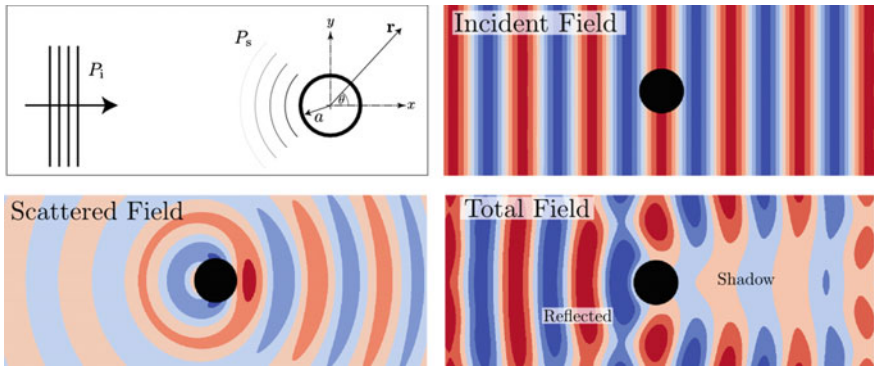 P_i
P_s
y
r
θ
a
x
Incident Field
Scattered Field
Total Field
Shadow
Reflected